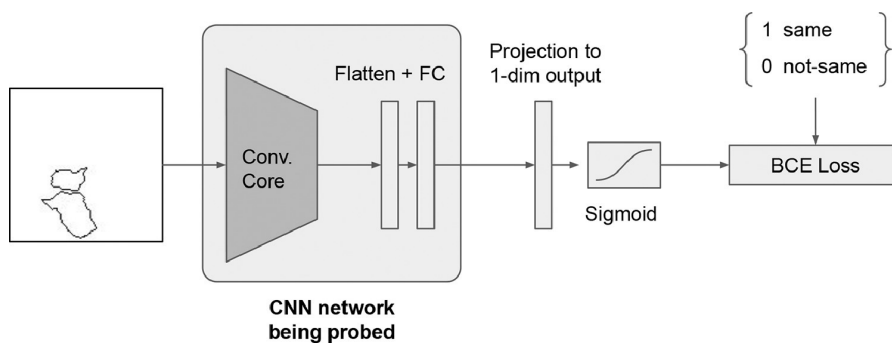 1 same
0 not-same
Flatten + FC
Projection to
1-dim output
Conv.
Core
Sigmoid
BCE Loss
CNN network
being probed